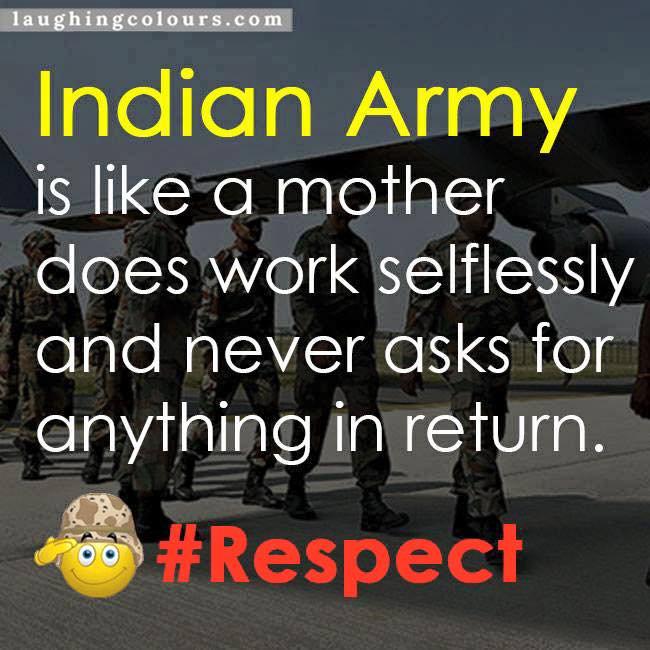 laughingcolours.com
Indian Army
is like a mother
does work selflessly
and never asks for
anything in return.
#Respect